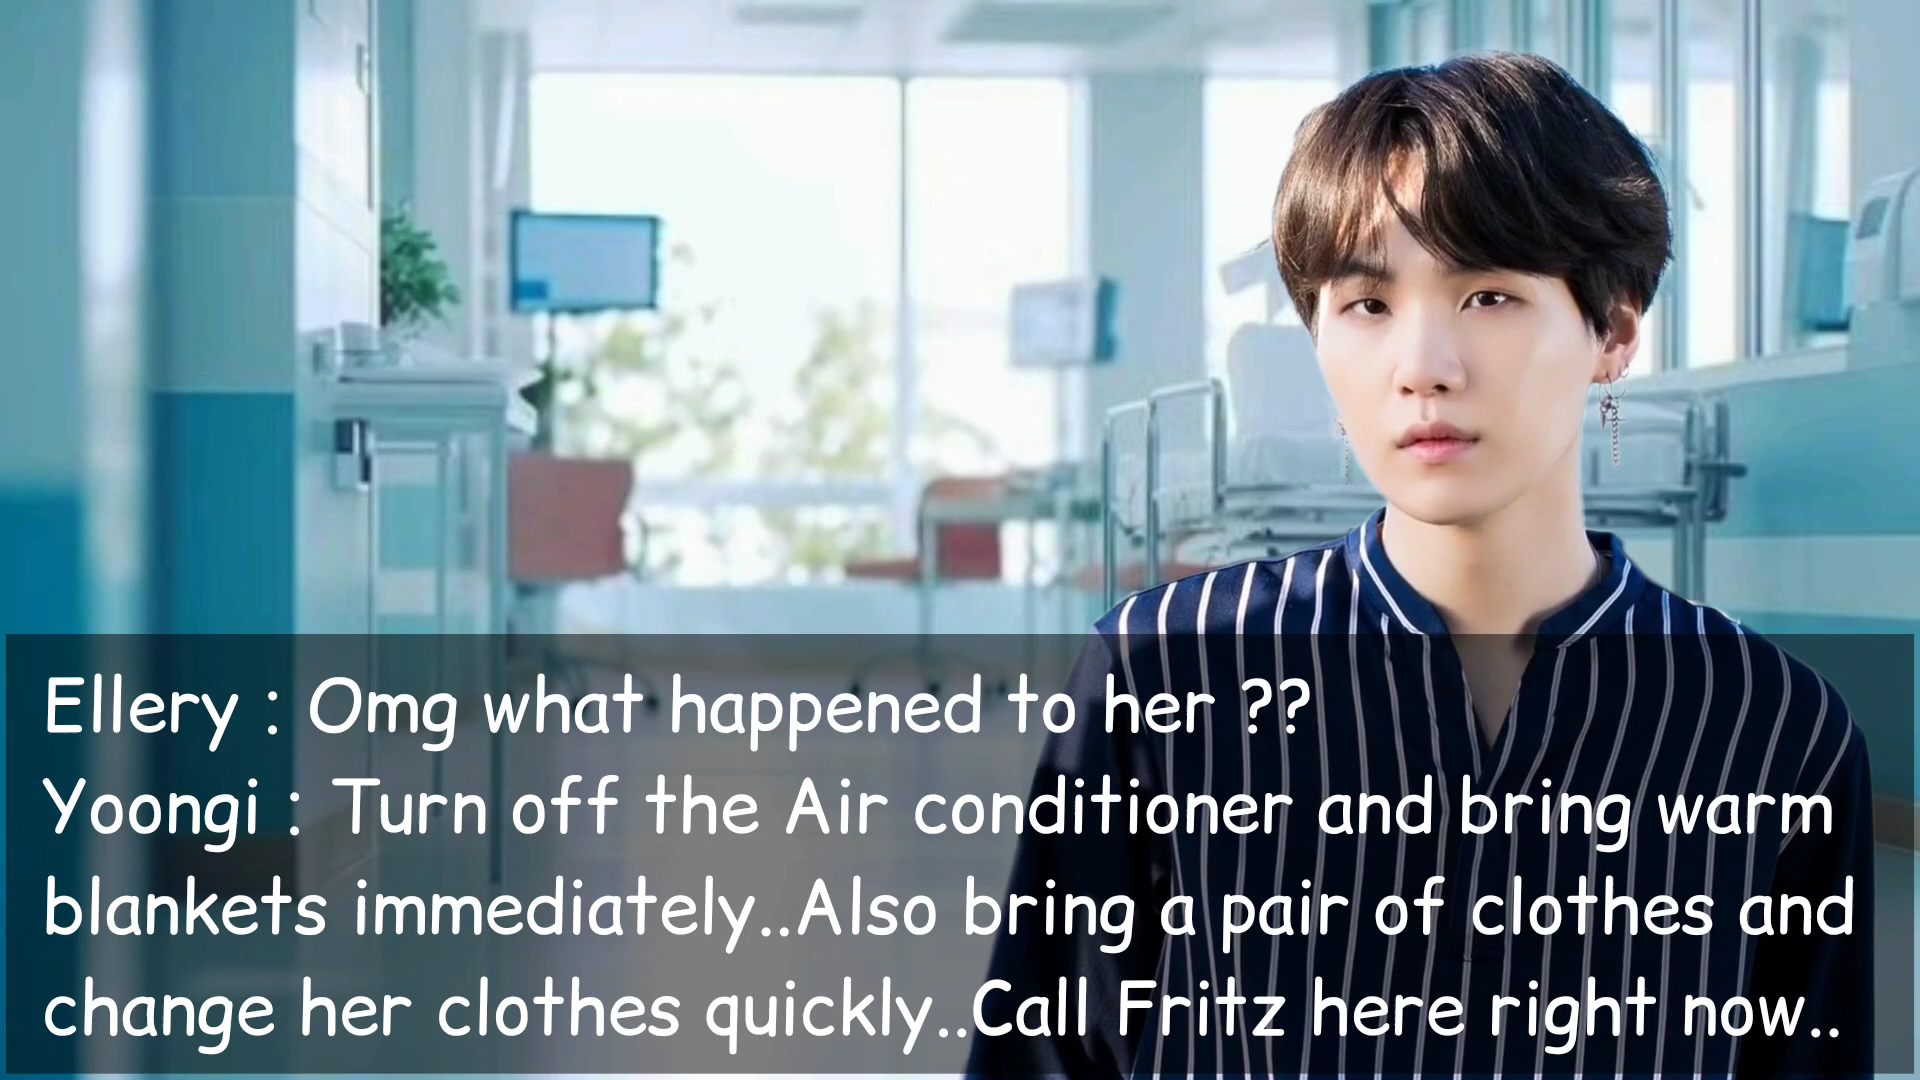 Ellery : Omg what happened to her ??
Yoongi : Turn off the Air conditioner and bring warm
blankets immediately..Also bring a pair of clothes and
change her clothes quickly..Call Fritz here right now..